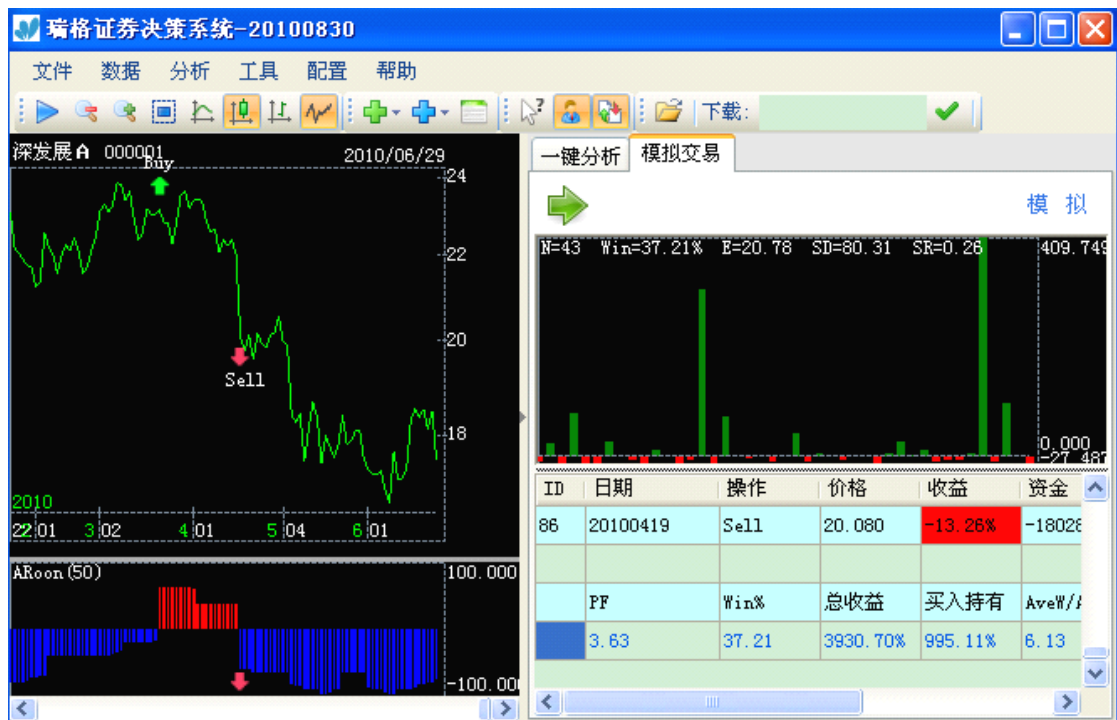 瑞格证券决策系统-20100830
文件 数据 分析 工具 配置 帮助
下载:
深发展A 000001 2010/06/29
Buy
24
22
20
Sell
18
2010
22 01 3 02 4 01 5 04 6 01
ARoon(50) 100.000
-100.00
一键分析 模拟交易
模 拟
N=43 Win=37.21% E=20.78 SD=80.31 SR=0.26 409.749
0.000
-27.487
ID 日期 操作 价格 收益 资金
86 20100419 Sell 20.080 -13.26% -18028
PF Win% 总收益 买入持有 AveW/
3.63 37.21 3930.70% 995.11% 6.13